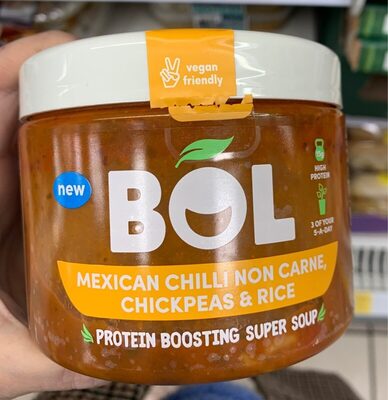 vegan
friendly
new
BOL
HIGH
PROTEIN
3 OF YOUR
5-A-DAY
MEXICAN CHILLI NON CARNE,
CHICKPEAS & RICE
PROTEIN BOOSTING SUPER SOUP